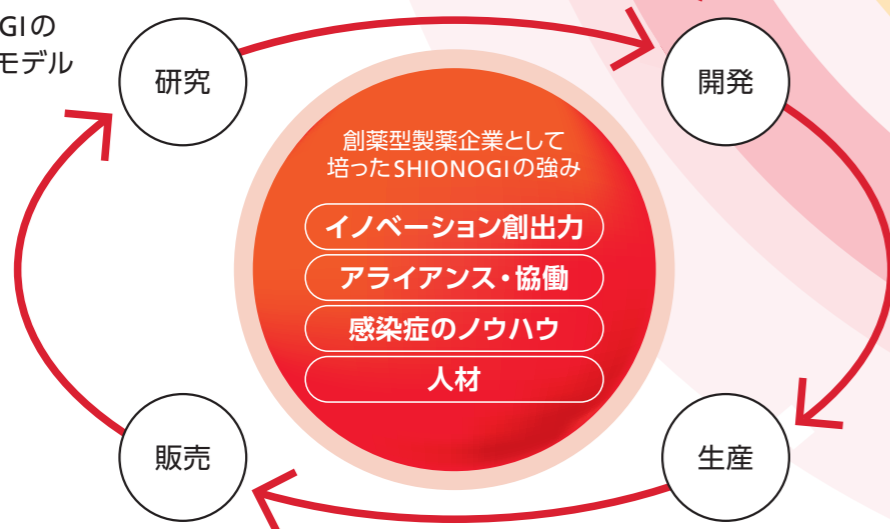 GIの
モデル
研究
開発
創薬型製薬企業として
培ったSHIONOGIの強み
イノベーション創出力
アライアンス・協働
感染症のノウハウ
人材
販売
生産